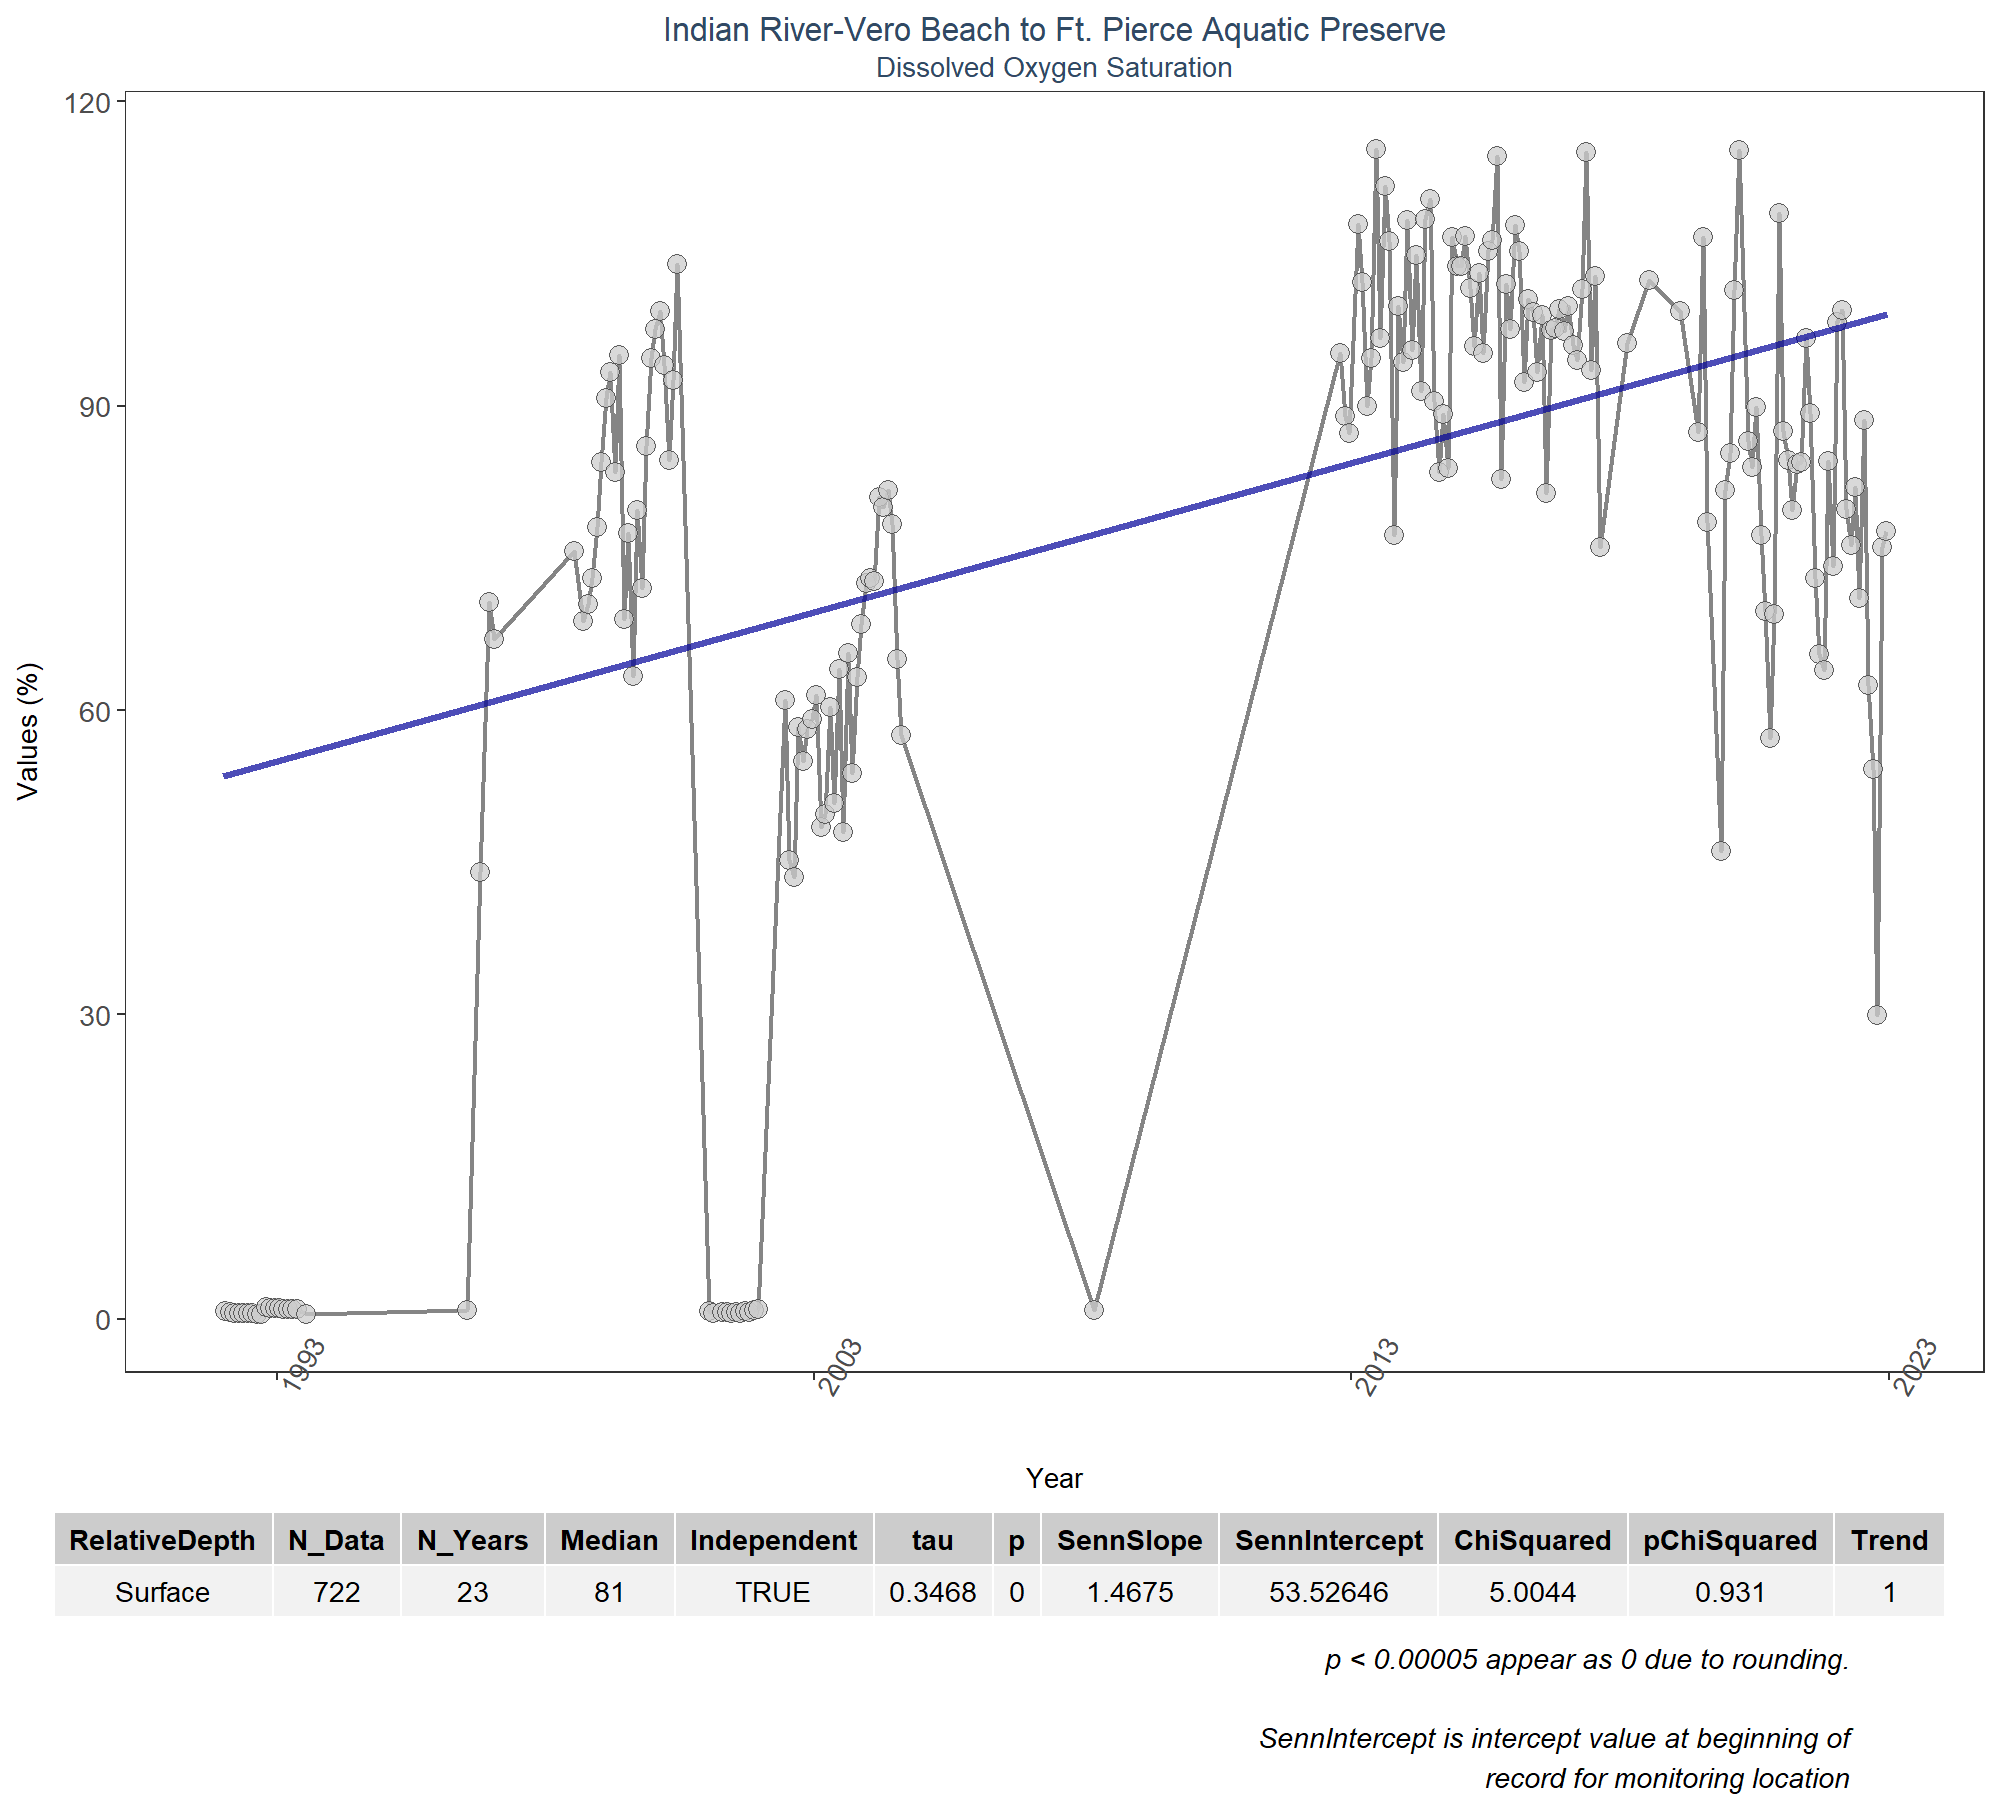 Indian River-Vero Beach to Ft. Pierce Aquatic Preserve
Dissolved Oxygen Saturation
120
90
60
30
0
Values (%)
1993
2003
2013
2023
Year
RelativeDepth N_Data N_Years Median Independent tau p SennSlope SennIntercept ChiSquared pChiSquared Trend
Surface 722 23 81 TRUE 0.3468 0 1.4675 53.52646 5.0044 0.931 1
p < 0.00005 appear as 0 due to rounding.
SennIntercept is intercept value at beginning of
record for monitoring location